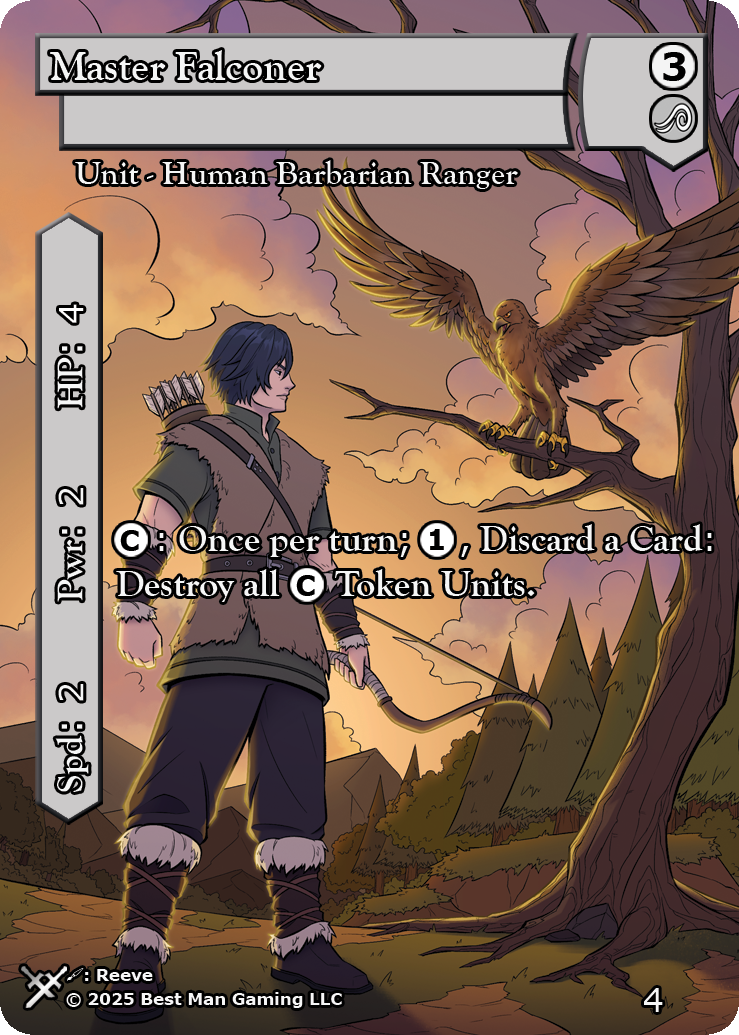 Master Falconer
3
Unit - Human Barbarian Ranger
HP: 4
Pwr: 2
Spd: 2
C : Once per turn; 1 , Discard a Card:
Destroy all C Token Units.
: Reeve
© 2025 Best Man Gaming LLC
4